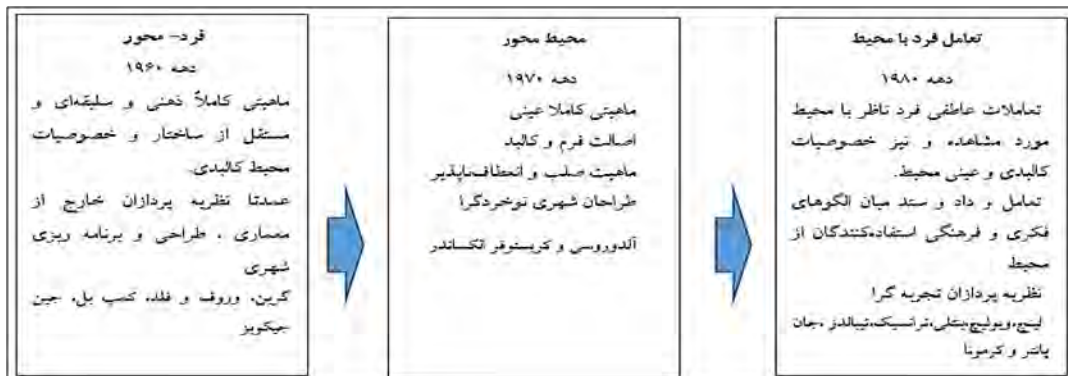 فرد- محور
دهه ۱۹۶۰
ماهیتی کاملاً ذهنی و سلیقه‌ای و
مستقل از ساختار و خصوصیات
محیط کالبدی.
عمدتا نظریه پردازان خارج از
معماری ، طراحی و برنامه ریزی
شهری
گرین، وروف و فلد، کمپ بل، جین
جیکوبز
محیط محور
دهه ۱۹۷۰
ماهیتی کاملا عینی
اصالت فرم و کالبد
ماهیت صلب و انعطاف‌ناپذیر
طراحان شهری نوخردگرا
آلدوروسی و کریستوفر الکساندر
تعامل فرد با محیط
دهه ۱۹۸۰
تعاملات عاطفی فرد ناظر با محیط
مورد مشاهده و نیز خصوصیات
کالبدی و عینی محیط.
تعامل و داد و ستد میان الگوهای
فکری و فرهنگی استفاده‌کنندگان از
محیط
نظریه پردازان تجربه گرا
لینچ،ویولیچ،بنتلی،ترانسیک،تیبالدز ،جان
پانتر و کرمونا